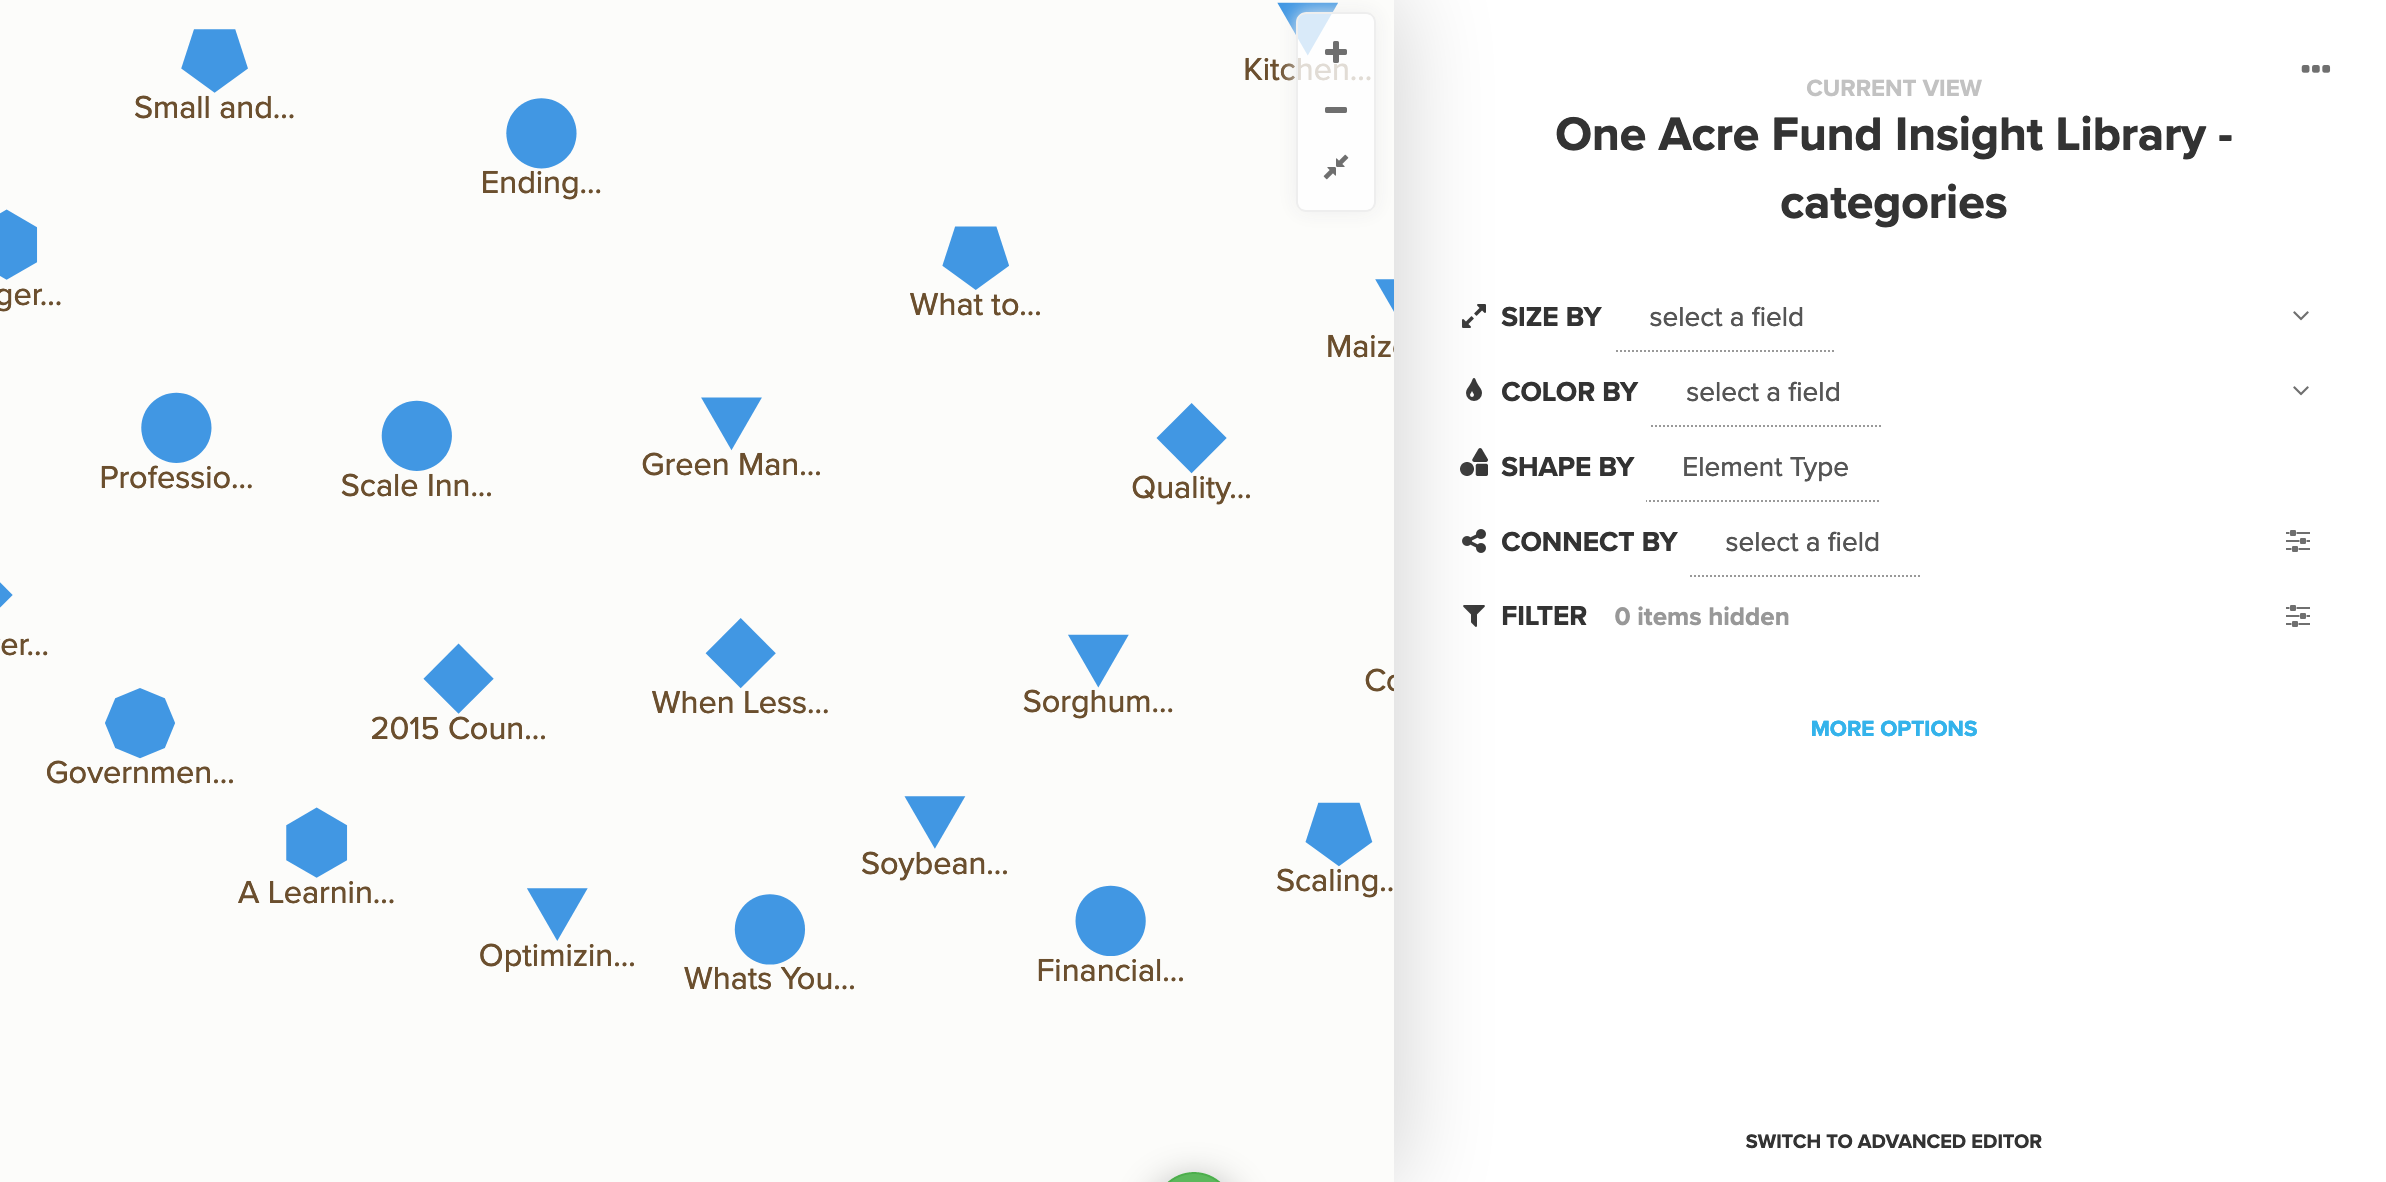 Small and...
Ending...
Kitchen...
ger...
What to...
Maiz
Professio...
Scale Inn...
Green Man...
Quality...
er...
2015 Coun...
When Less...
Sorghum...
Co
Governmen...
A Learnin...
Soybean...
Scaling...
Optimizin...
Whats You...
Financial...
CURRENT VIEW
One Acre Fund Insight Library -
categories
SIZE BY select a field
COLOR BY select a field
SHAPE BY Element Type
CONNECT BY select a field
FILTER 0 items hidden
MORE OPTIONS
SWITCH TO ADVANCED EDITOR